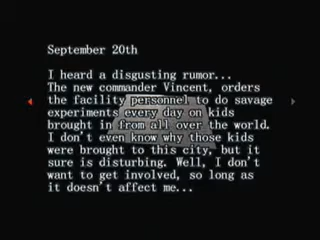 September 20th
I heard a disgusting rumor...
The new commander Vincent, orders
the facility personnel to do savage
experiments every day on kids
brought in from all over the world.
I don't even know why those kids
were brought to this city, but it
sure is disturbing. Well, I don't
want to get involved, so long as
it doesn't affect me...